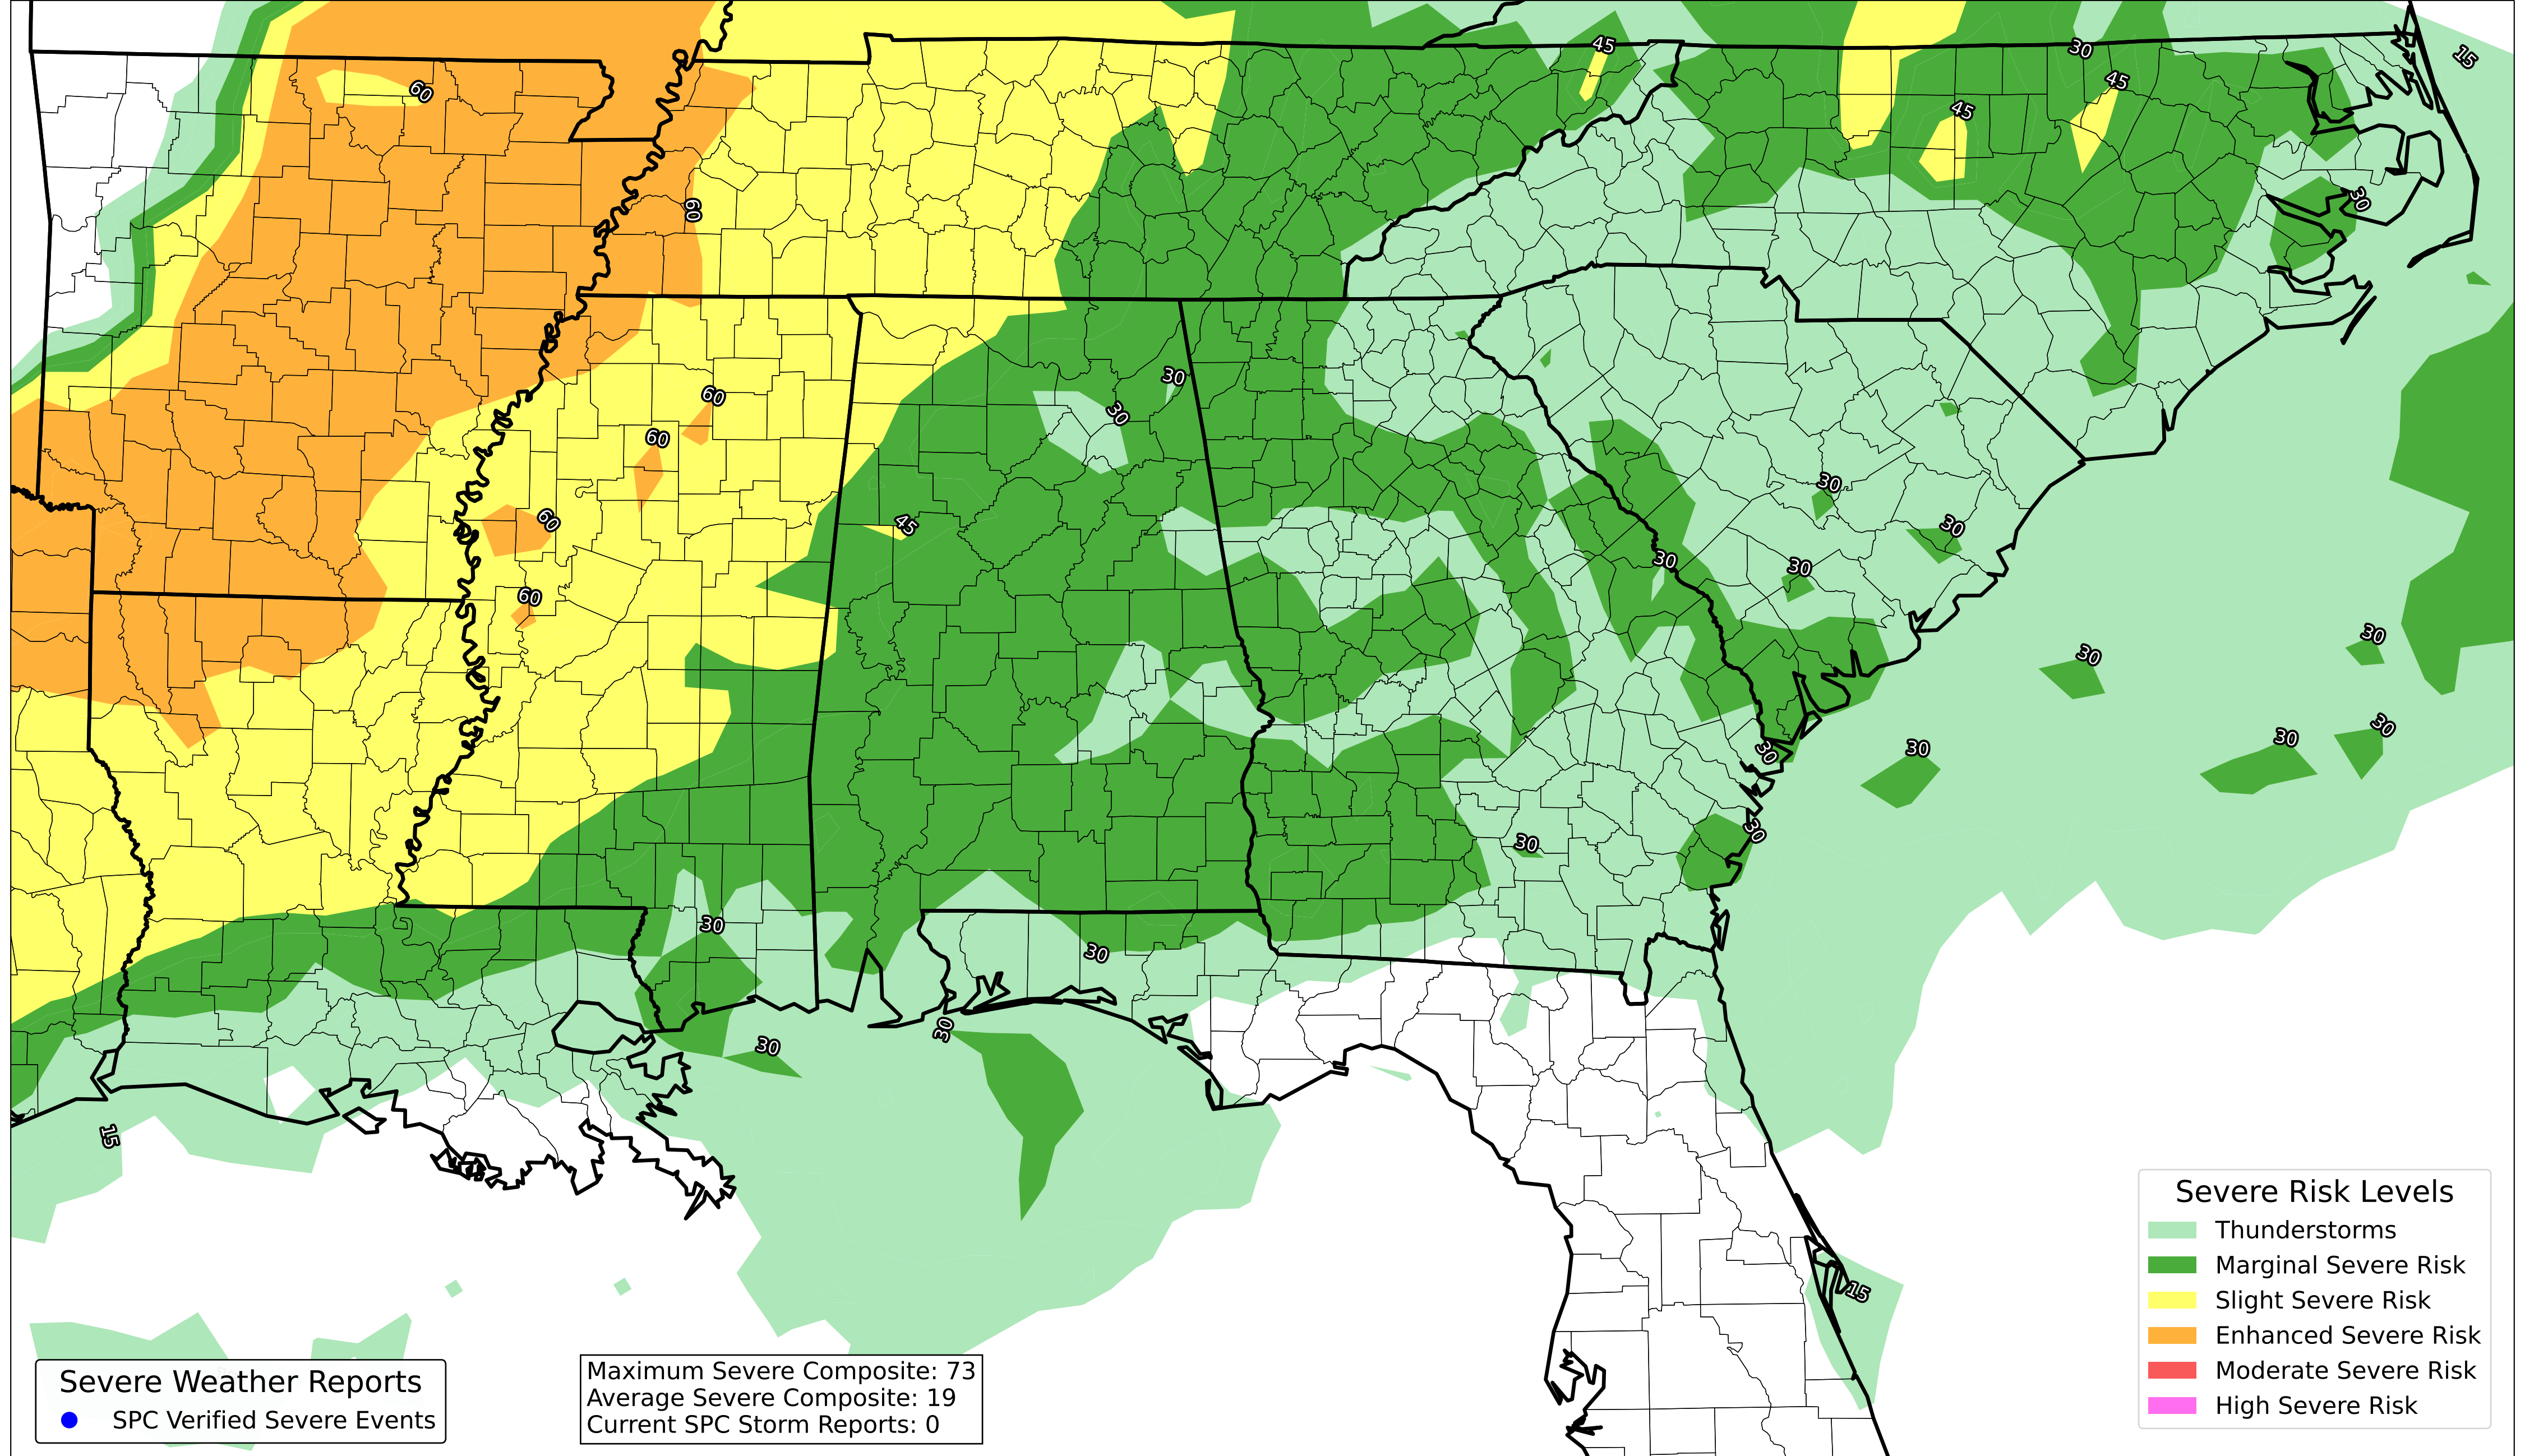 45
30
15
60
45
45
60
30
30
60
30
60
45
60
30
30
30
30
60
30
30
30
30
30
30
30
30
30
30
30
30
30
15
15
Severe Risk Levels
Thunderstorms
Marginal Severe Risk
Slight Severe Risk
Enhanced Severe Risk
Moderate Severe Risk
High Severe Risk
Severe Weather Reports
SPC Verified Severe Events
Maximum Severe Composite: 73
Average Severe Composite: 19
Current SPC Storm Reports: 0